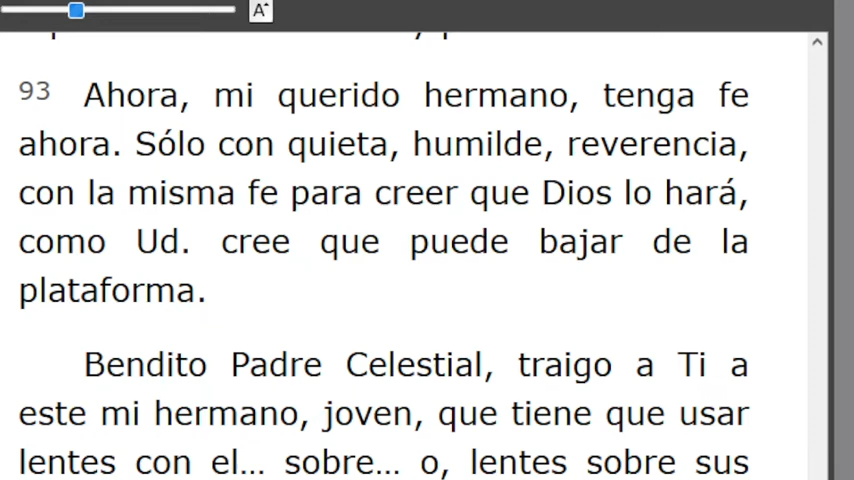 A
93 Ahora, mi querido hermano, tenga fe
ahora. Sólo con quieta, humilde, reverencia,
con la misma fe para creer que Dios lo hará,
como Ud. cree que puede bajar de la
plataforma.
Bendito Padre Celestial, traigo a Ti a
este mi hermano, joven, que tiene que usar
lentes con el... sobre... o, lentes sobre sus